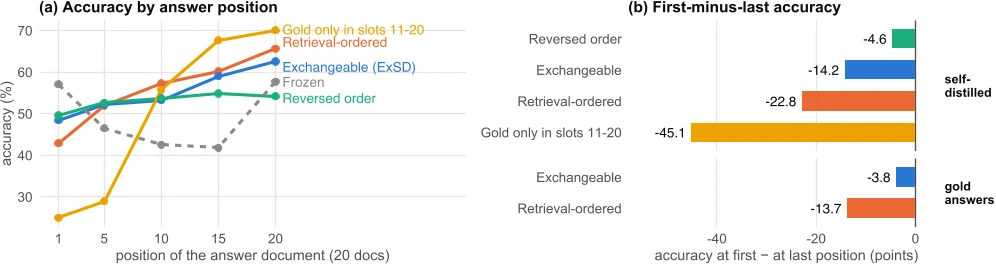 (a) Accuracy by answer position
accuracy (%)
70
60
50
40
30
Gold only in slots 11-20
Retrieval-ordered
Exchangeable (ExSD)
Frozen
Reversed order
1 5 10 15 20
position of the answer document (20 docs)
(b) First-minus-last accuracy
Reversed order -4.6
Exchangeable -14.2
Retrieval-ordered -22.8
Gold only in slots 11-20 -45.1
self-
distilled
Exchangeable -3.8
Retrieval-ordered -13.7
gold
answers
-40 -20 0
accuracy at first − at last position (points)